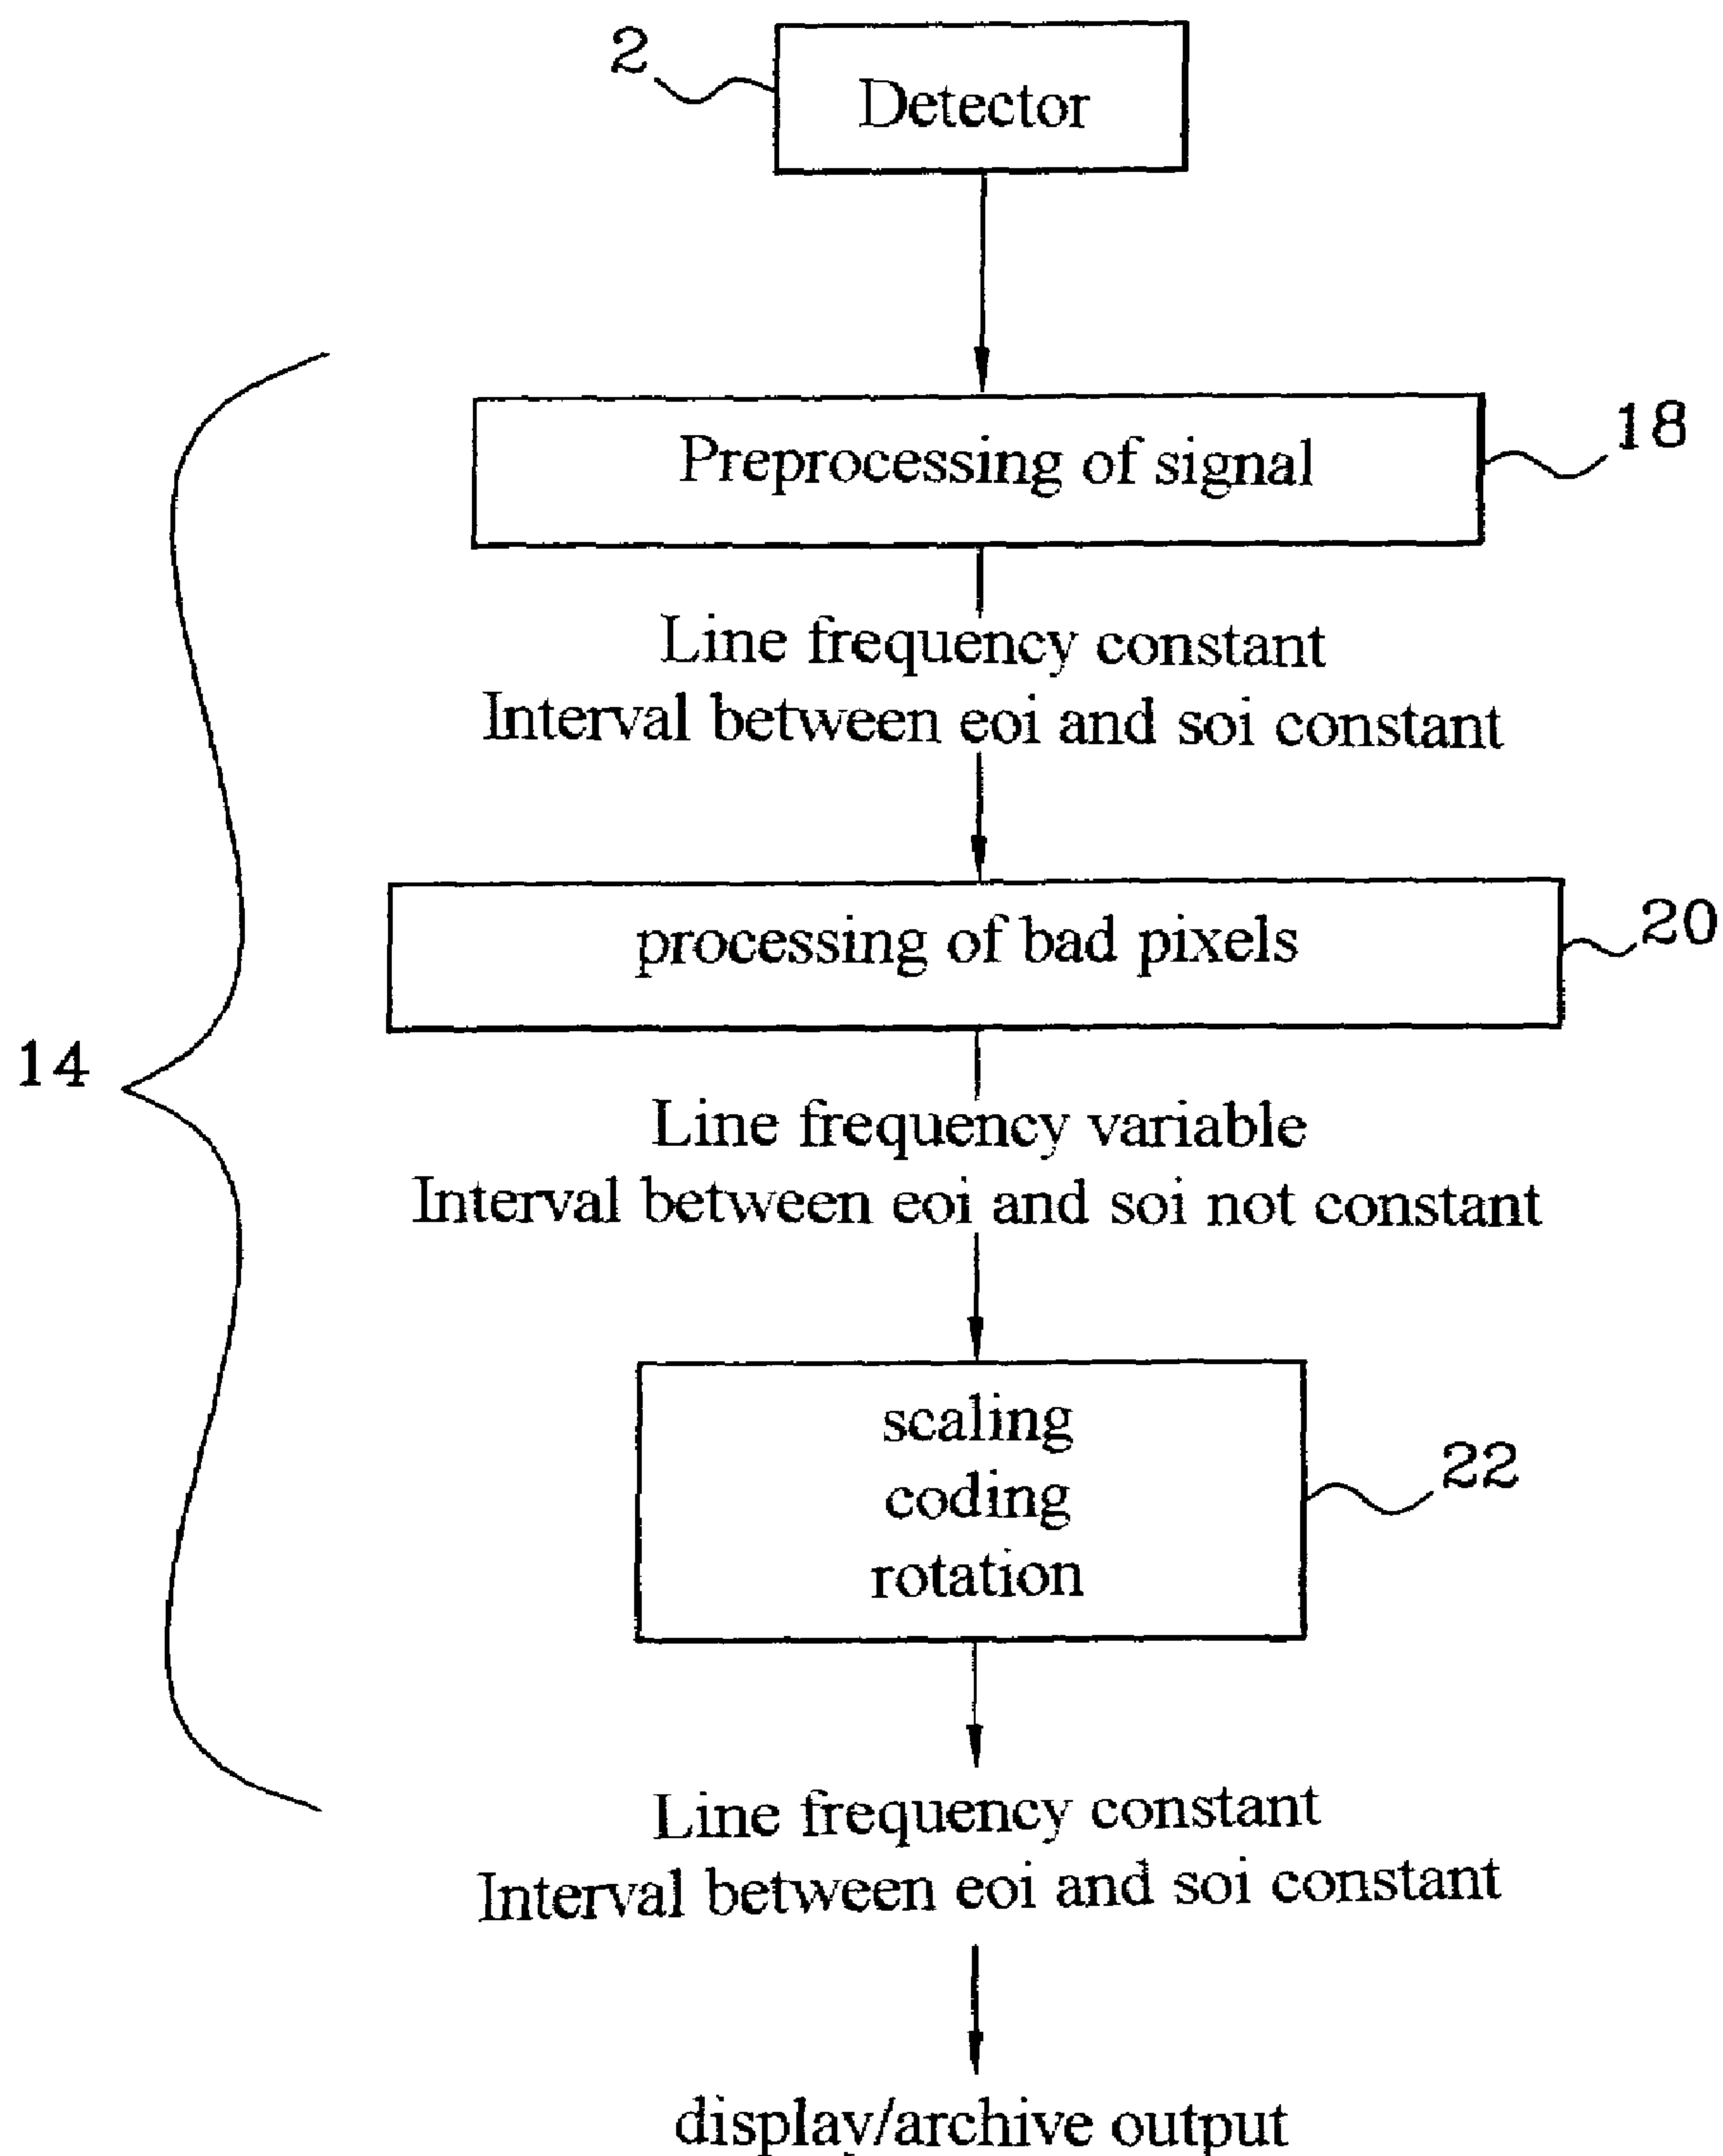 2
Detector
18
Preprocessing of signal
Line frequency constant
Interval between eoi and soi constant
20
processing of bad pixels
14
Line frequency variable
Interval between eoi and soi not constant
scaling
coding
rotation
22
Line frequency constant
Interval between eoi and soi constant
display/archive output